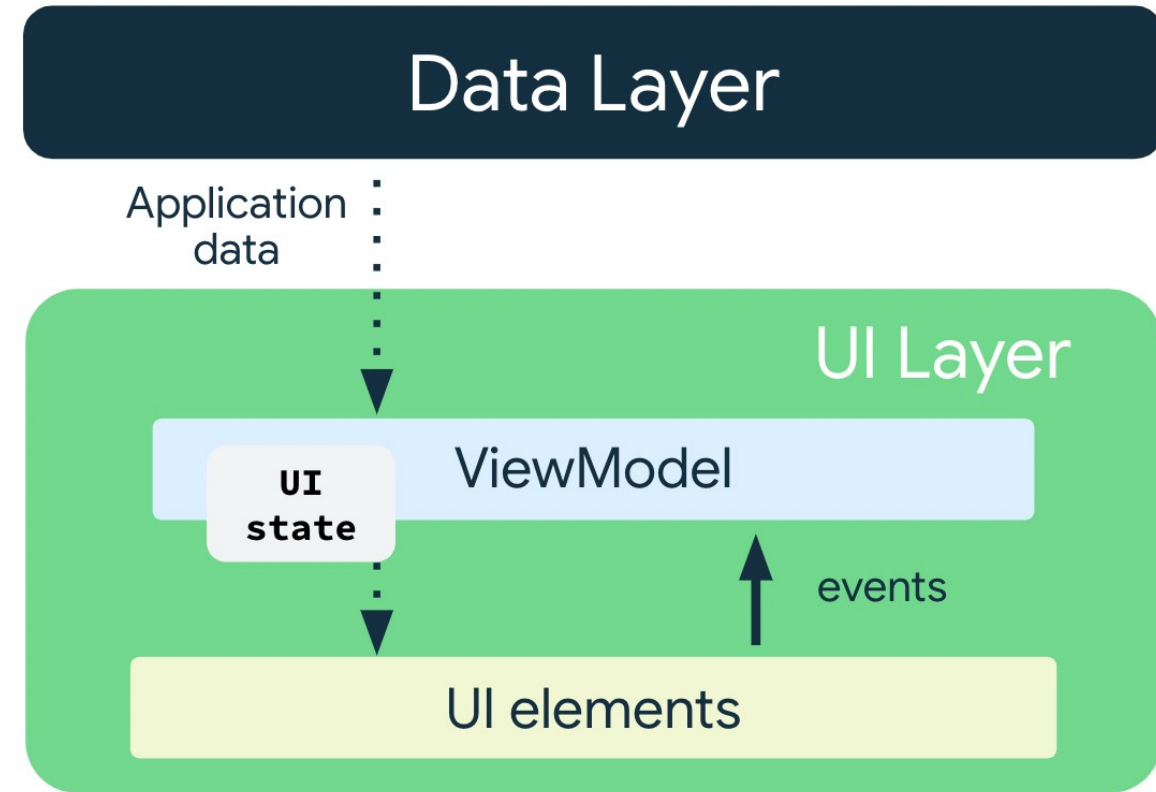 Data Layer
Application
data
UI Layer
ViewModel
UI
state
events
UI elements